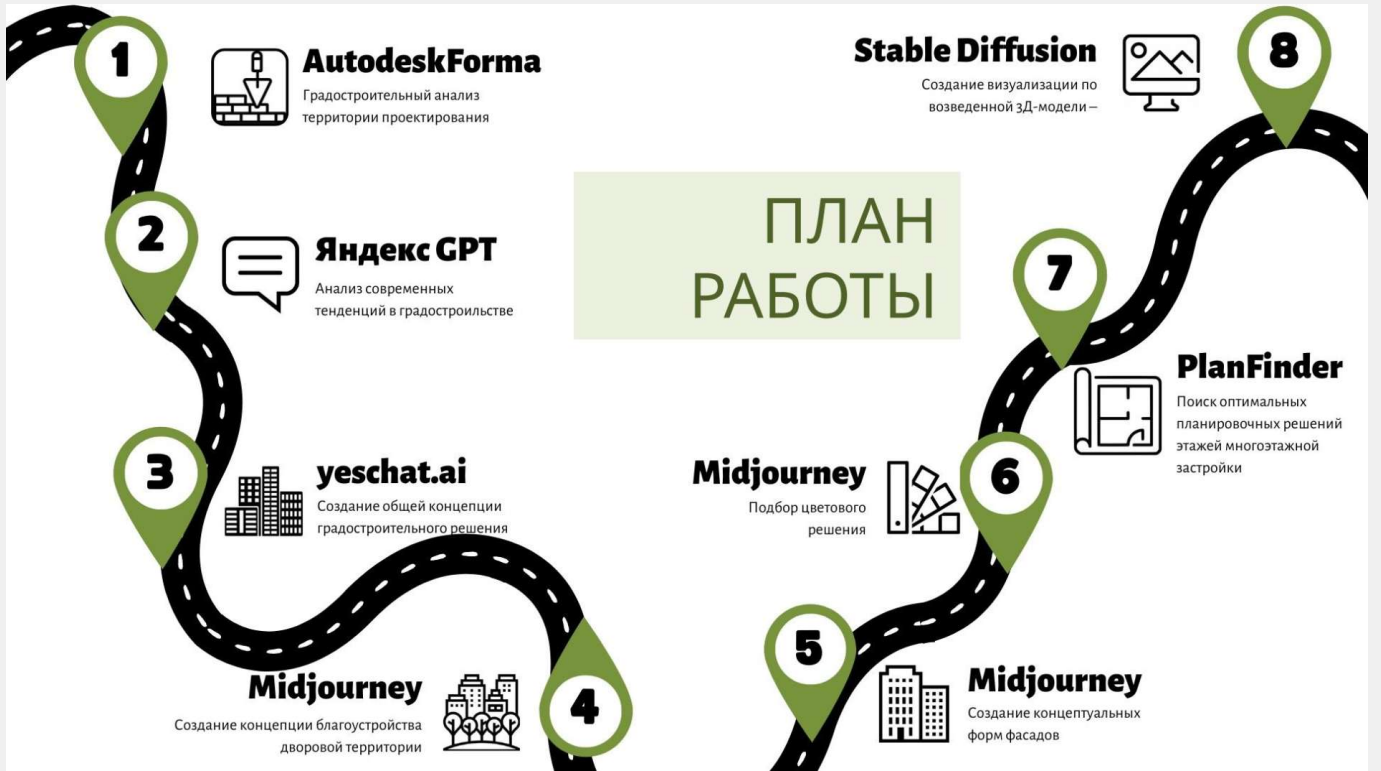 1
AutodeskForma
Градостроительный анализ
территории проектирования
2
Яндекс GPT
Анализ современных
тенденций в градостроильстве
3
yeschat.ai
Создание общей концепции
градостроительного решения
4
Midjourney
Создание концепции благоустройства
дворовой территории
ПЛАН
РАБОТЫ
5
Midjourney
Создание концептуальных
форм фасадов
6
Midjourney
Подбор цветового
решения
7
PlanFinder
Поиск оптимальных
планировочных решений
этажей многоэтажной
застройки
8
Stable Diffusion
Создание визуализации по
возведенной 3Д-модели –